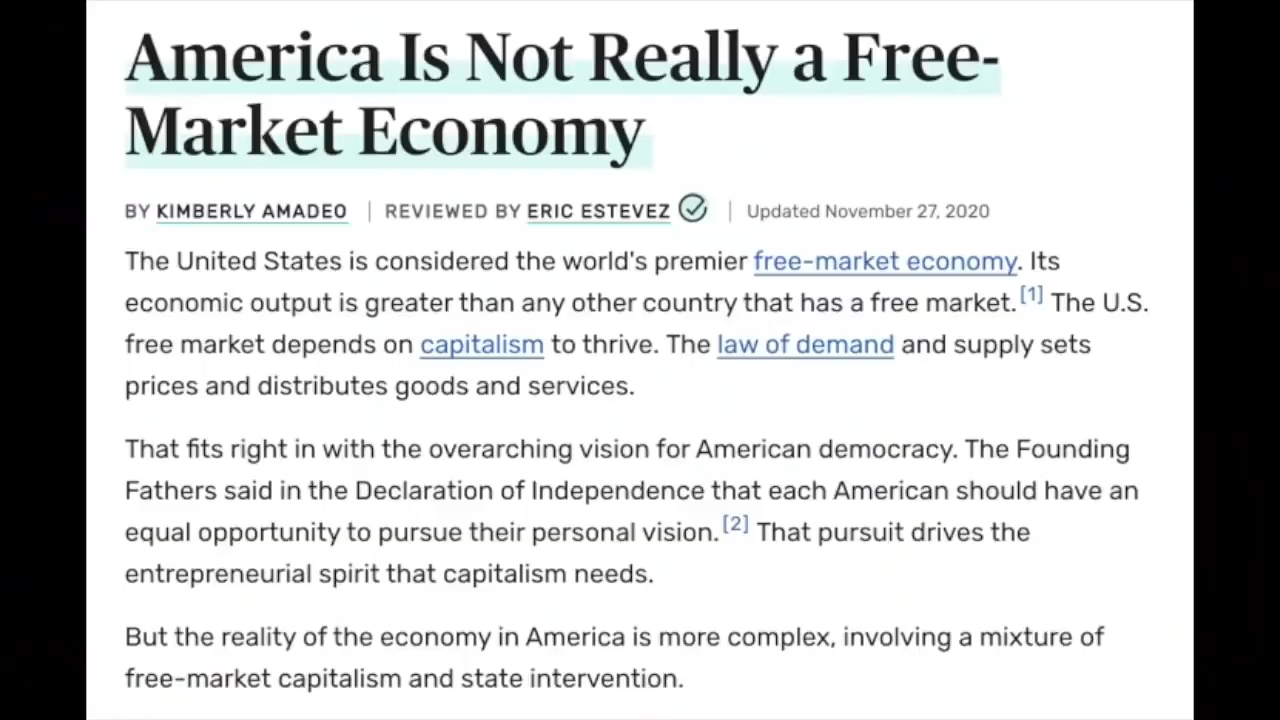 America Is Not Really a Free-
Market Economy
BY KIMBERLY AMADEO | REVIEWED BY ERIC ESTEVEZ | Updated November 27, 2020
The United States is considered the world's premier free-market economy. Its
economic output is greater than any other country that has a free market.[1] The U.S.
free market depends on capitalism to thrive. The law of demand and supply sets
prices and distributes goods and services.
That fits right in with the overarching vision for American democracy. The Founding
Fathers said in the Declaration of Independence that each American should have an
equal opportunity to pursue their personal vision.[2] That pursuit drives the
entrepreneurial spirit that capitalism needs.
But the reality of the economy in America is more complex, involving a mixture of
free-market capitalism and state intervention.